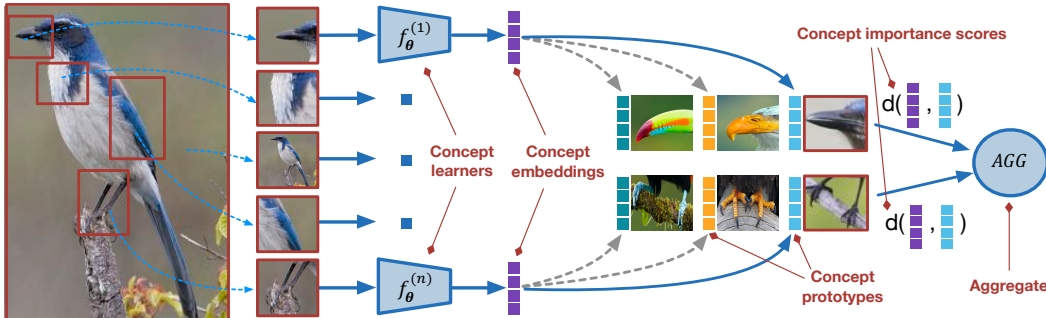 Concept importance scores
f_θ^(1)
d( , )
Concept
learners
Concept
embeddings
AGG
d( , )
f_θ^(n)
Concept
prototypes
Aggregate